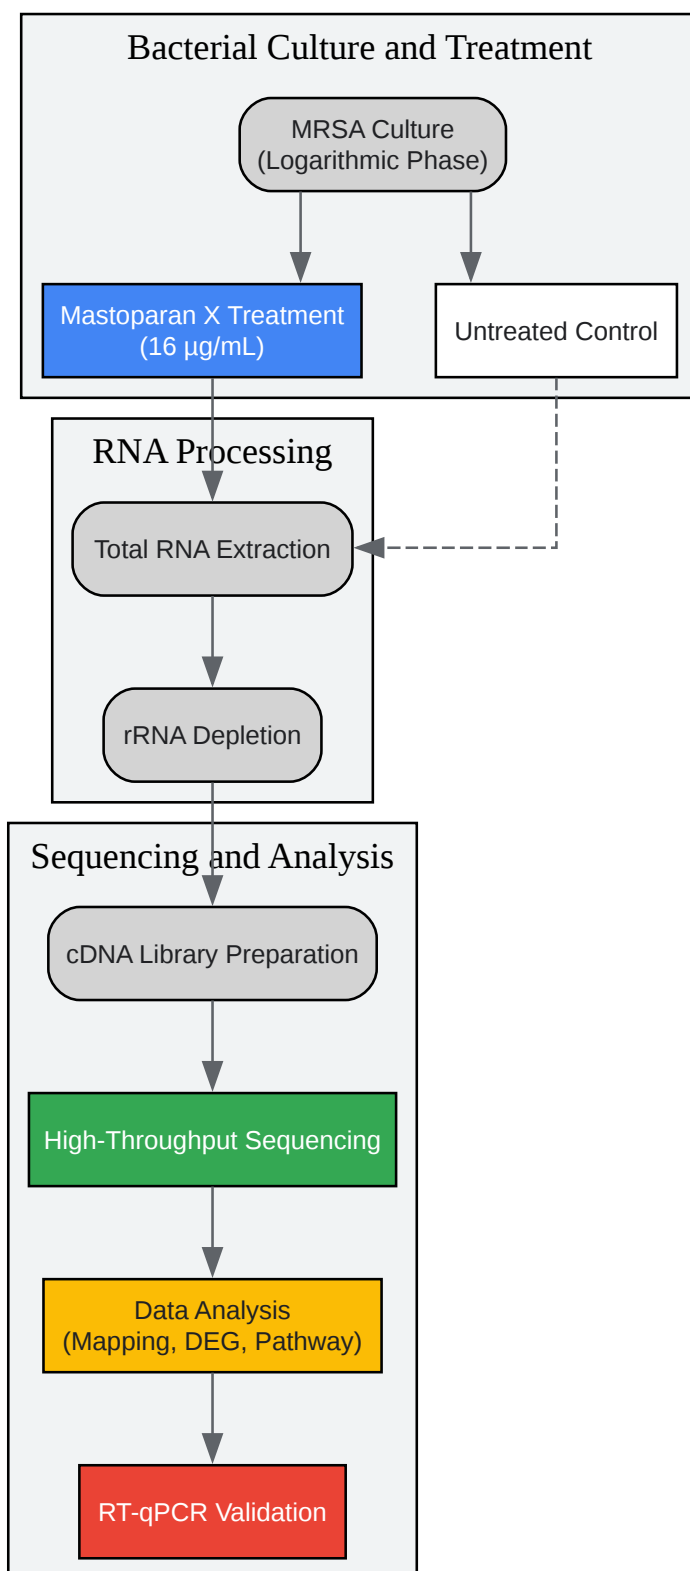 Bacterial Culture and Treatment
MRSA Culture
(Logarithmic Phase)
Mastoparan X Treatment
(16 µg/mL)
Untreated Control
RNA Processing
Total RNA Extraction
rRNA Depletion
Sequencing and Analysis
cDNA Library Preparation
High-Throughput Sequencing
Data Analysis
(Mapping, DEG, Pathway)
RT-qPCR Validation